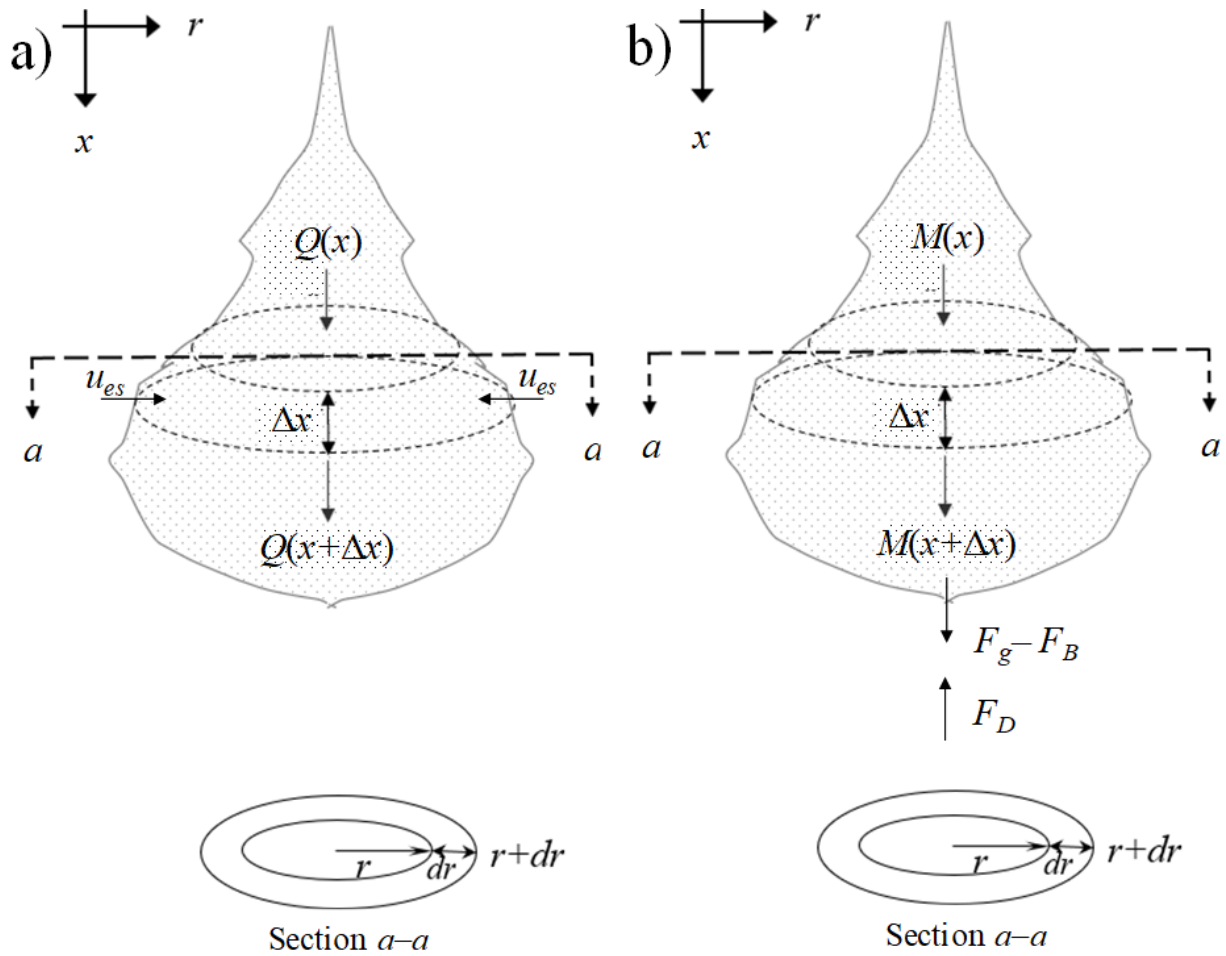 a)
r
x
Q(x)
u_es
u_es
Δx
a
a
Q(x+Δx)
r
dr
r+dr
Section a–a
b)
r
x
M(x)
Δx
a
a
M(x+Δx)
F_g – F_B
F_D
r
dr
r+dr
Section a–a